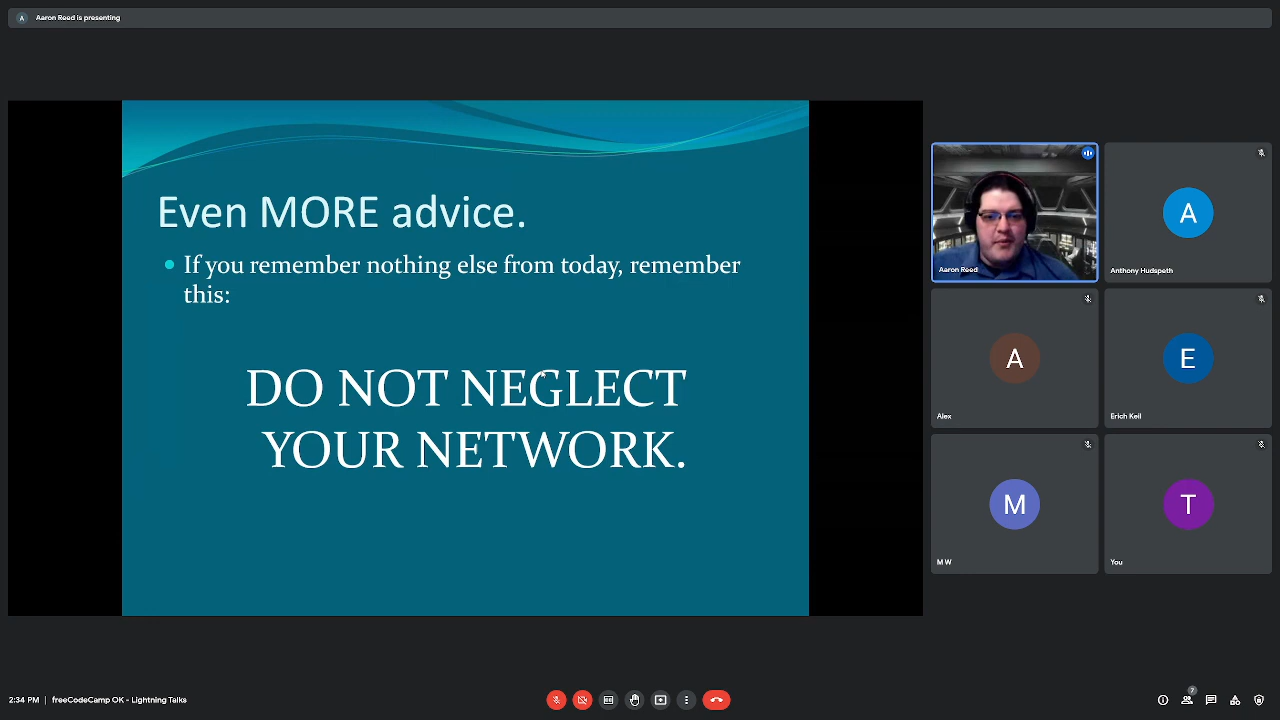 A
Aaron Reed is presenting
Even MORE advice.
If you remember nothing else from today, remember
this:
DO NOT NEGLECT
YOUR NETWORK.
Aaron Reed
A
Anthony Hudspeth
A
Alex
E
Erich Keil
M
M W
T
You
2:34 PM | freeCodeCamp OK - Lightning Talks
7